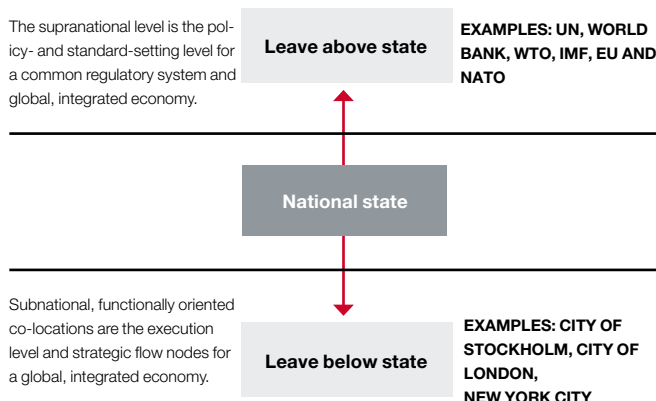 The supranational level is the pol-
icy- and standard-setting level for
a common regulatory system and
global, integrated economy.
Leave above state
EXAMPLES: UN, WORLD
BANK, WTO, IMF, EU AND
NATO
National state
Subnational, functionally oriented
co-locations are the execution
level and strategic flow nodes for
a global, integrated economy.
Leave below state
EXAMPLES: CITY OF
STOCKHOLM, CITY OF
LONDON,
NEW YORK CITY